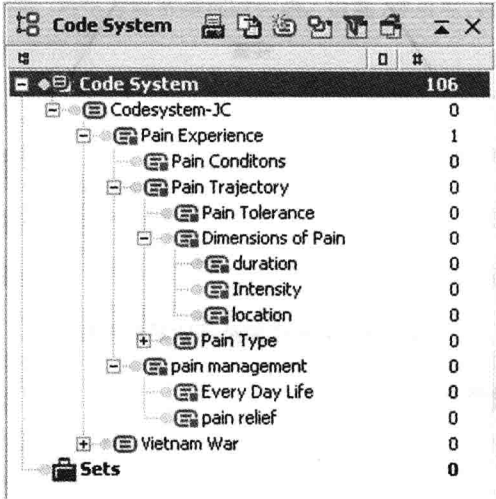 Code System
#
Code System 106
Codesystem-JC 0
Pain Experience 1
Pain Conditons 0
Pain Trajectory 0
Pain Tolerance 0
Dimensions of Pain 0
duration 0
Intensity 0
location 0
Pain Type 0
pain management 0
Every Day Life 0
pain relief 0
Vietnam War 0
Sets 0